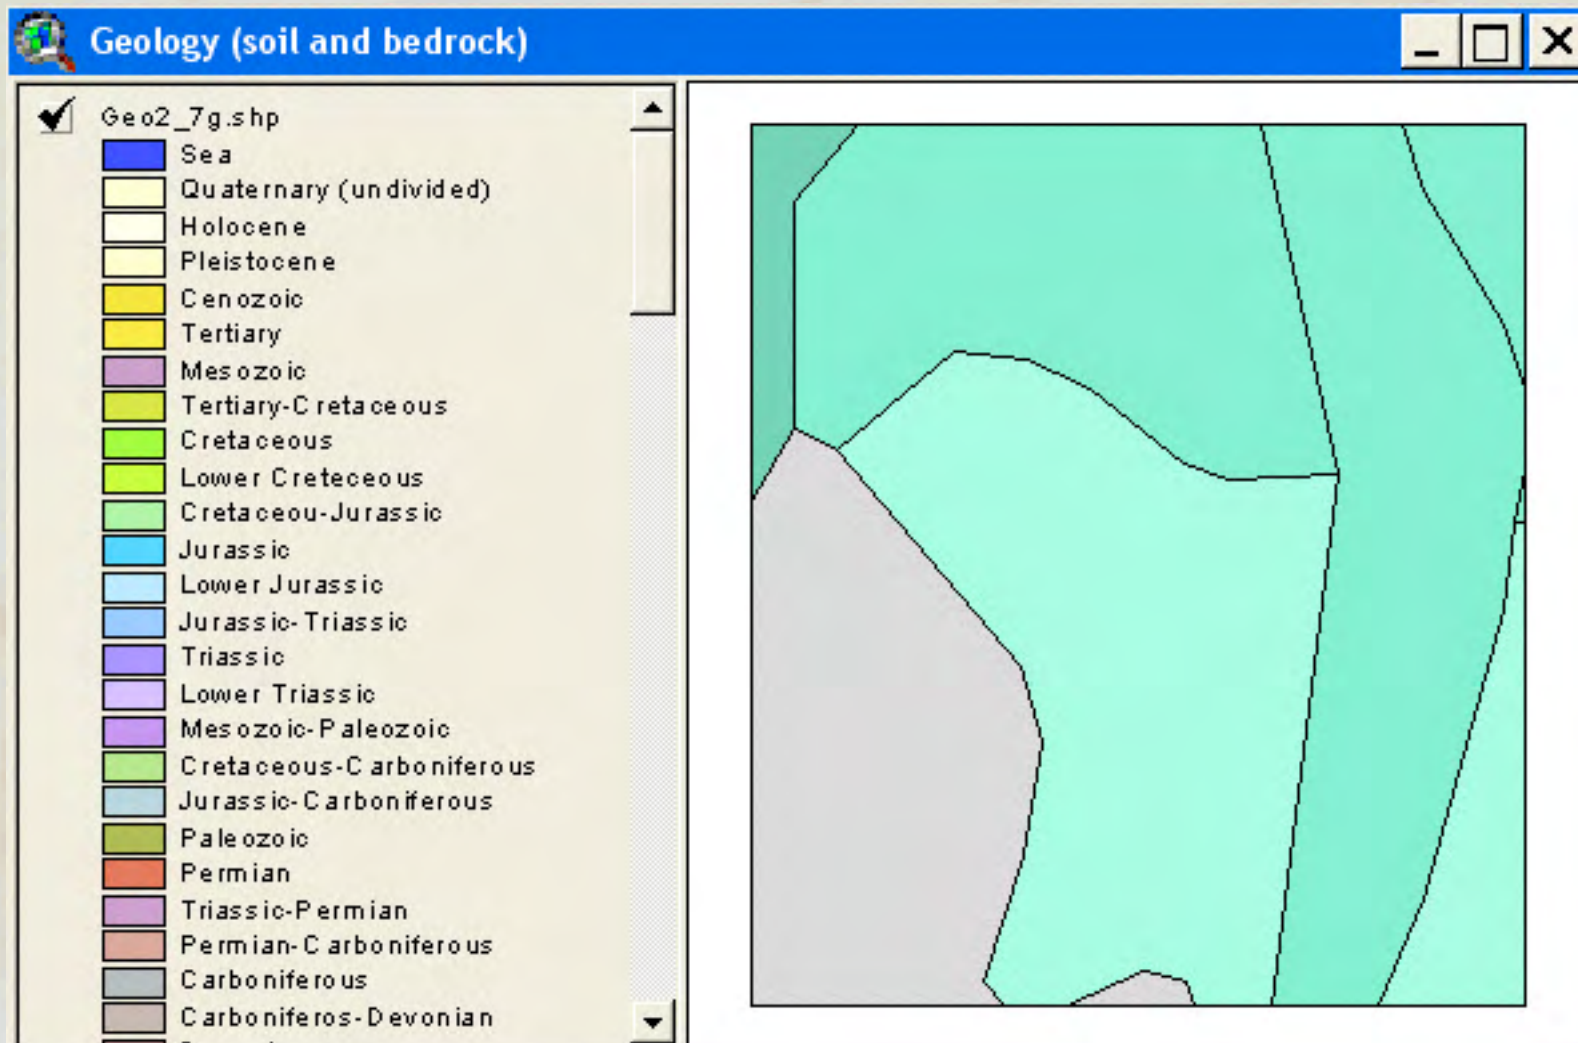 Geology (soil and bedrock)
Geo2_7g.shp
Sea
Quaternary (undivided)
Holocene
Pleistocene
Cenozoic
Tertiary
Mesozoic
Tertiary-Cretaceous
Cretaceous
Lower Creteceous
Cretaceou-Jurassic
Jurassic
Lower Jurassic
Jurassic-Triassic
Triassic
Lower Triassic
Mesozoic-Paleozoic
Cretaceous-Carboniferous
Jurassic-Carboniferous
Paleozoic
Permian
Triassic-Permian
Permian-Carboniferous
Carboniferous
Carboniferos-Devonian